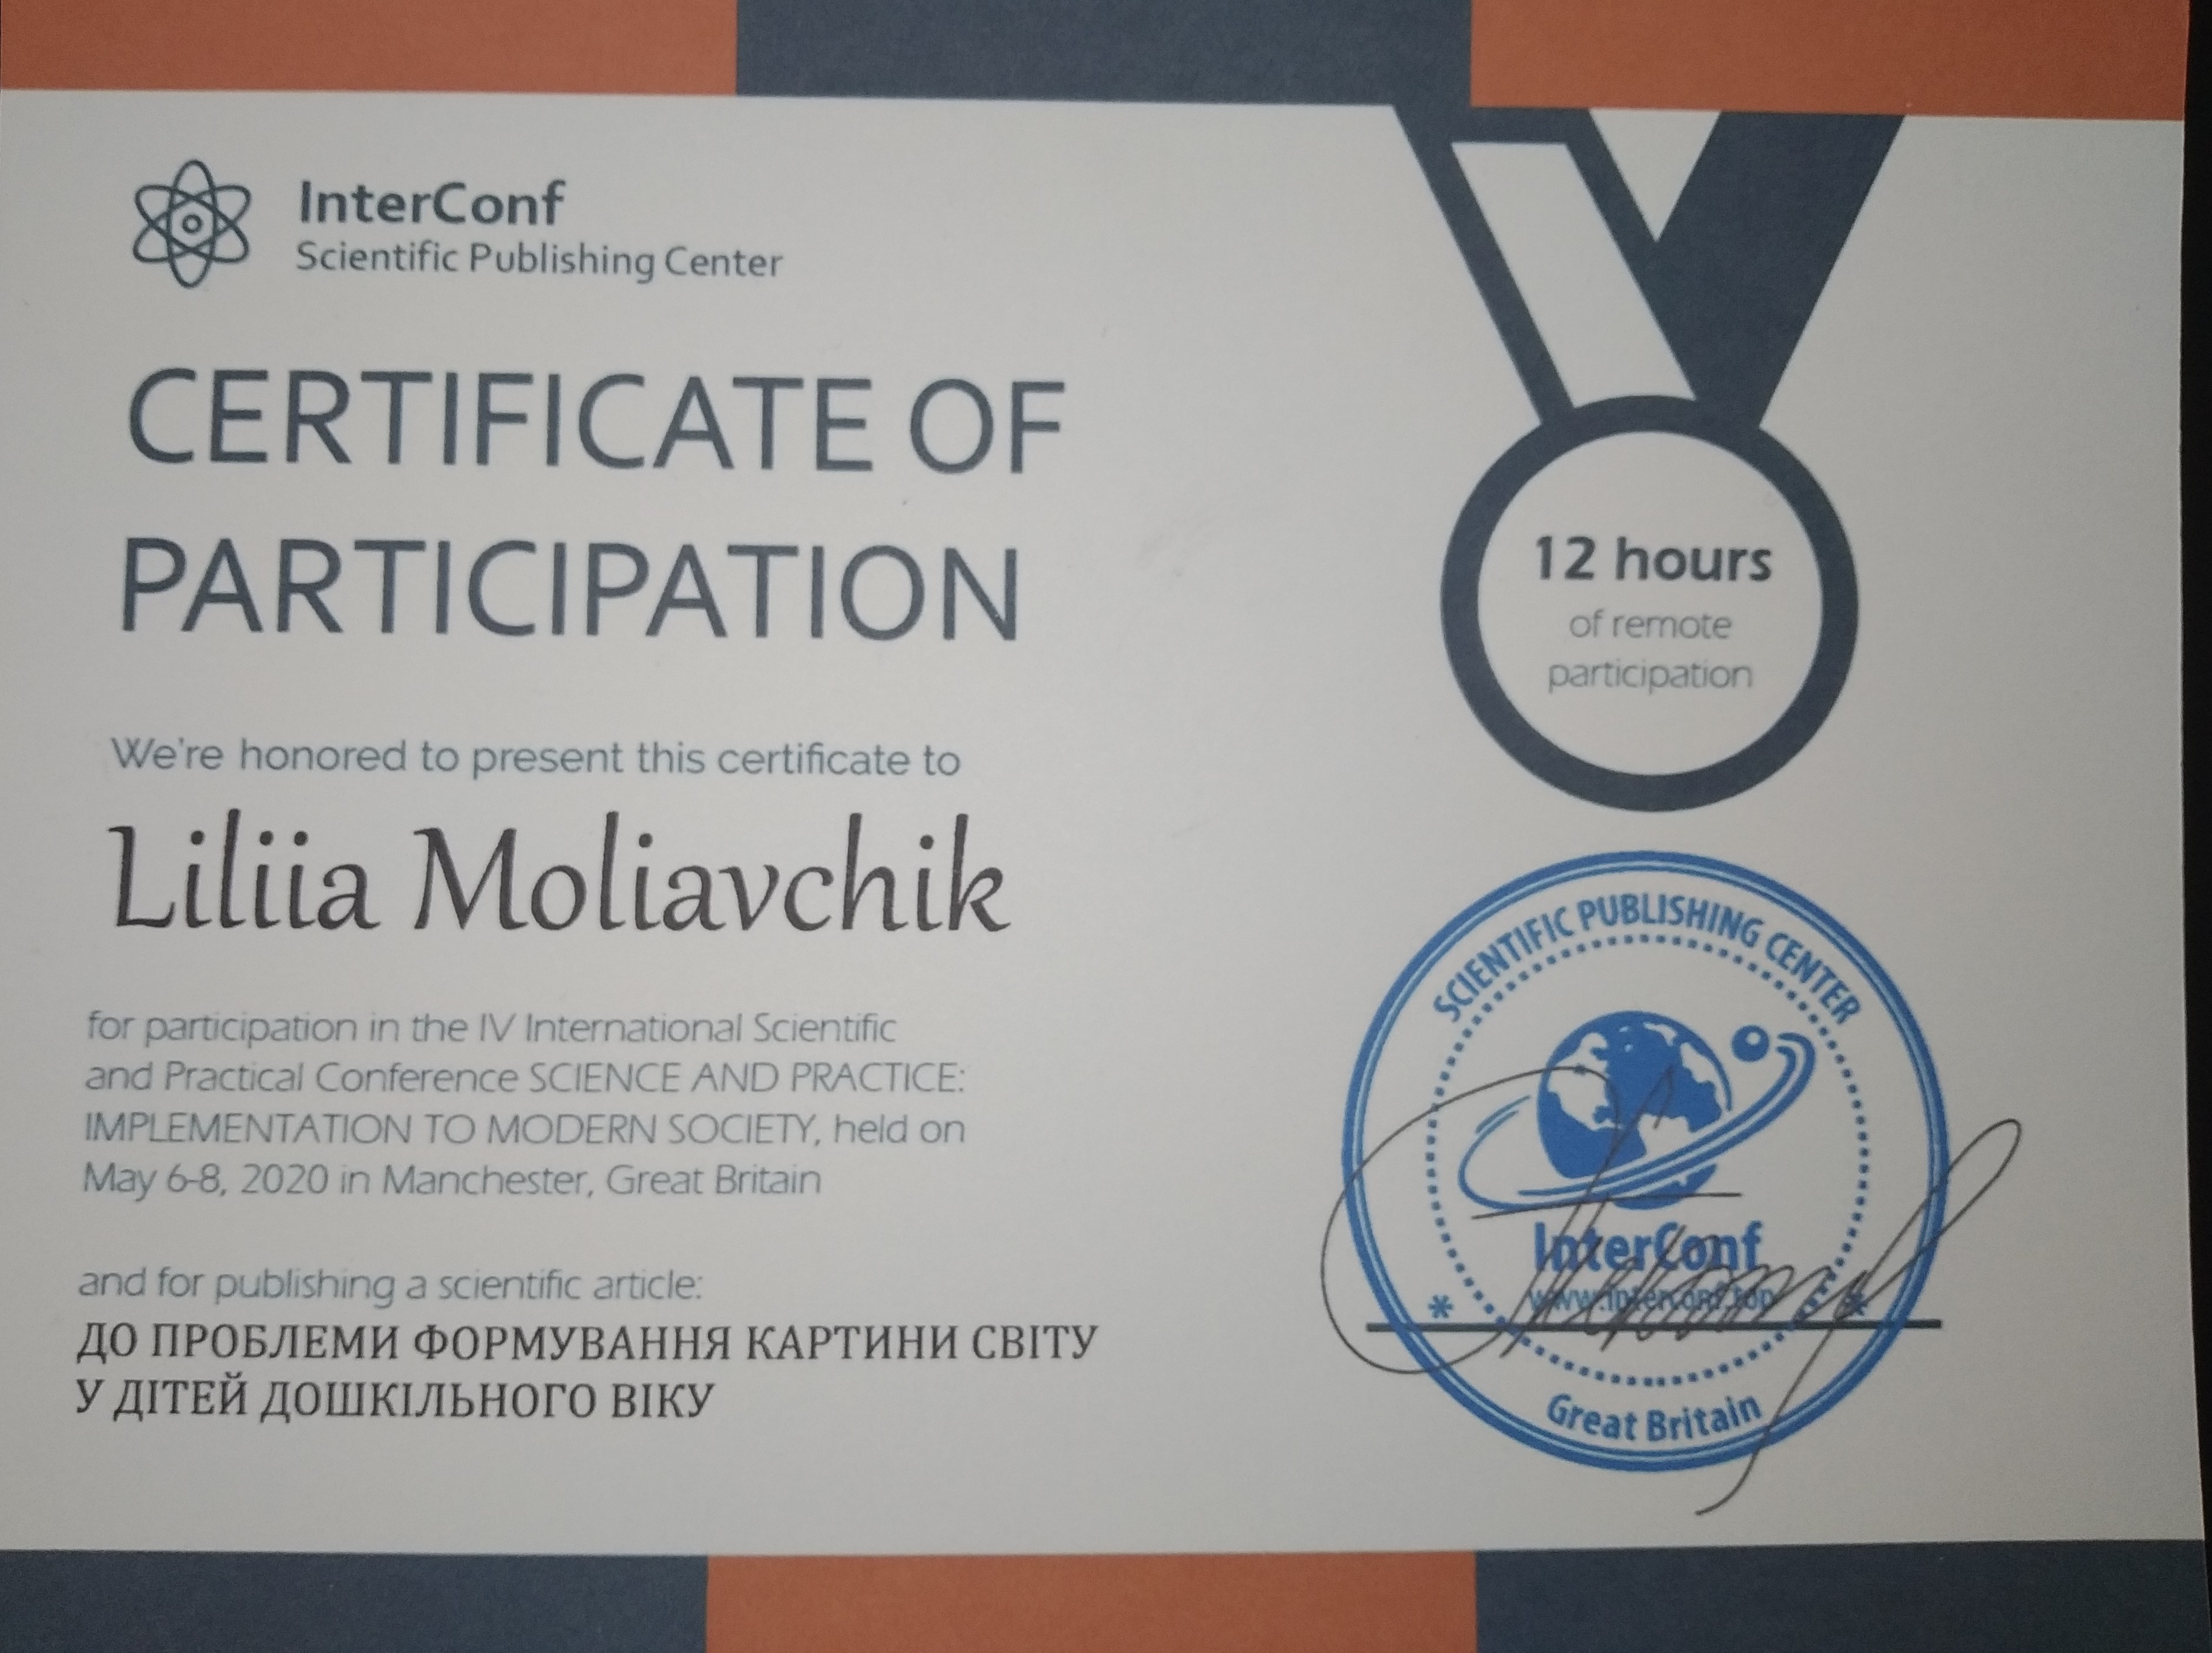 InterConf
Scientific Publishing Center
CERTIFICATE OF
PARTICIPATION
We're honored to present this certificate to
Liliia Moliavchik
for participation in the IV International Scientific
and Practical Conference SCIENCE AND PRACTICE:
IMPLEMENTATION TO MODERN SOCIETY, held on
May 6-8, 2020 in Manchester, Great Britain
and for publishing a scientific article:
ДО ПРОБЛЕМИ ФОРМУВАННЯ КАРТИНИ СВІТУ
У ДІТЕЙ ДОШКІЛЬНОГО ВІКУ
12 hours
of remote
participation
SCIENTIFIC PUBLISHING CENTER
InterConf
www.interconf.top
Great Britain